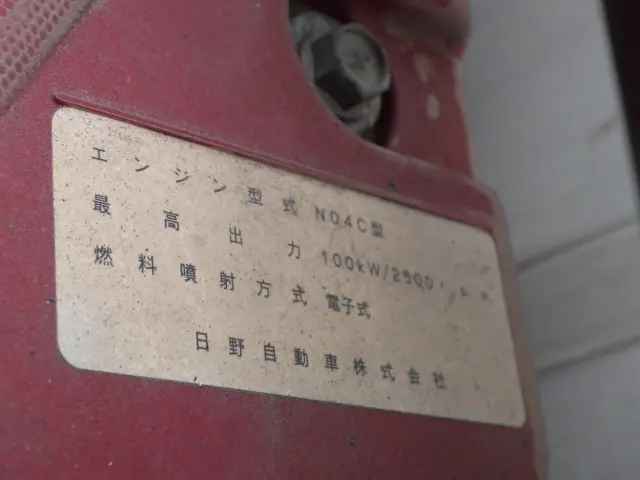 エンジン型式 N04C型
最高出力 100kW/2500r.p.m
燃料噴射方式 電子式
日野自動車株式会社